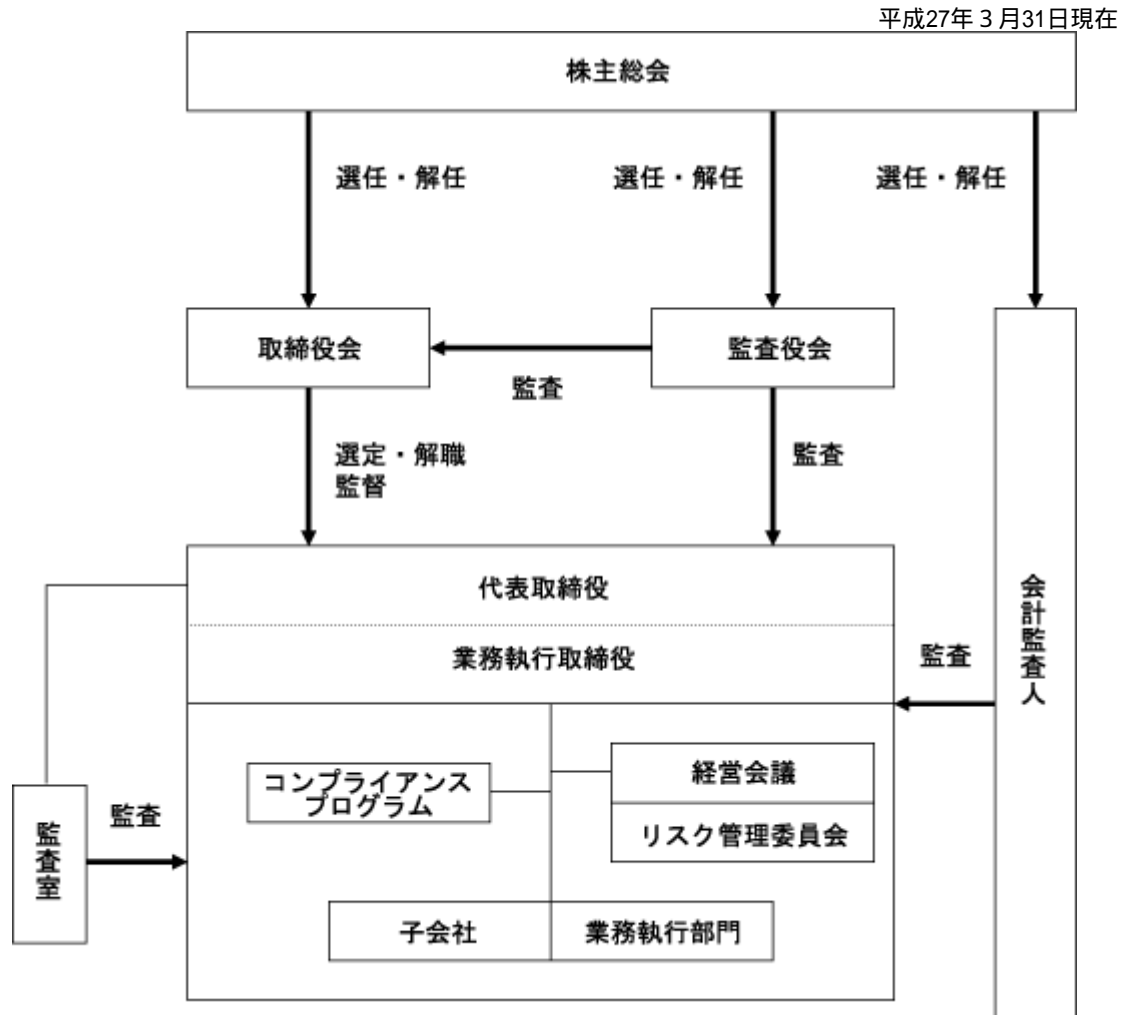 平成27年３月31日現在
株主総会
選任・解任
選任・解任
選任・解任
取締役会
監査役会
監査
選定・解職
監督
監査
代表取締役
業務執行取締役
会計監査人
監査
コンプライアンス
プログラム
経営会議
リスク管理委員会
監査室
監査
子会社
業務執行部門